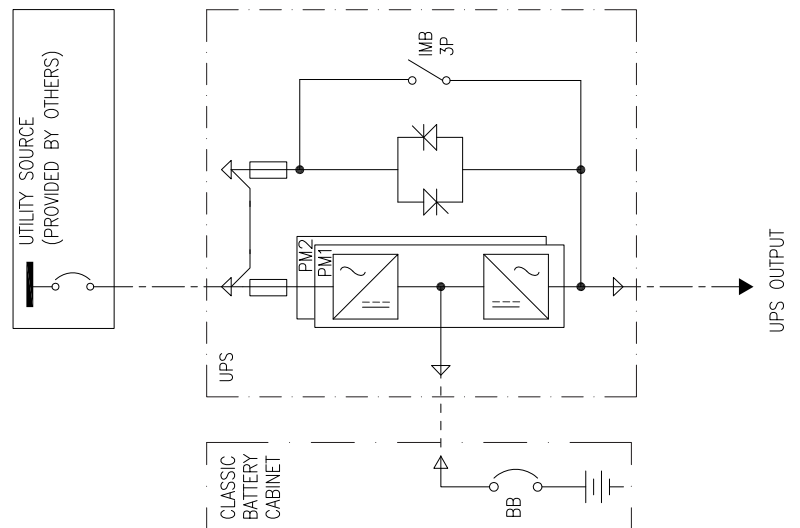 UTILITY SOURCE
(PROVIDED BY OTHERS)
IMB
3P
PM2
PM1
UPS
UPS OUTPUT
CLASSIC
BATTERY
CABINET
BB